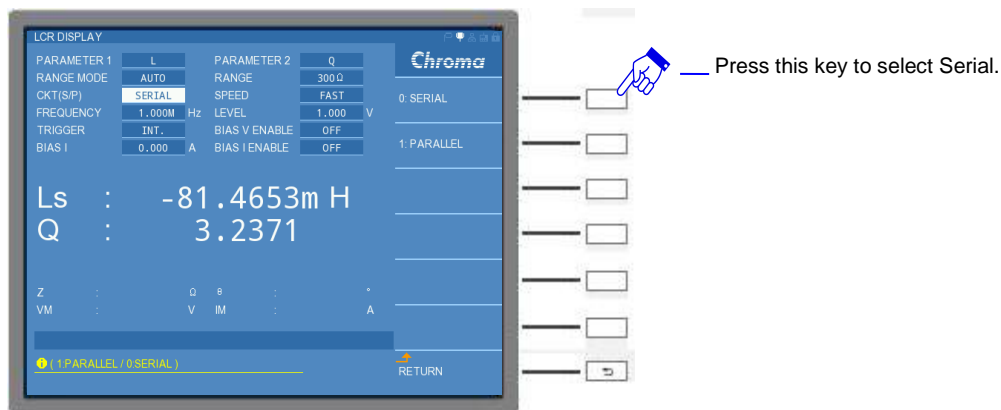 LCR DISPLAY
PARAMETER 1 L PARAMETER 2 Q
RANGE MODE AUTO RANGE 300 Ω
CKT(S/P) SERIAL SPEED FAST
FREQUENCY 1.000M Hz LEVEL 1.000 V
TRIGGER INT. BIAS V ENABLE OFF
BIAS I 0.000 A BIAS I ENABLE OFF
Ls : -81.4653m H
Q : 3.2371
Z : Ω θ : °
VM : V IM : A
( 1:PARALLEL / 0:SERIAL )
Chroma
0: SERIAL
1: PARALLEL
RETURN
__ Press this key to select Serial.